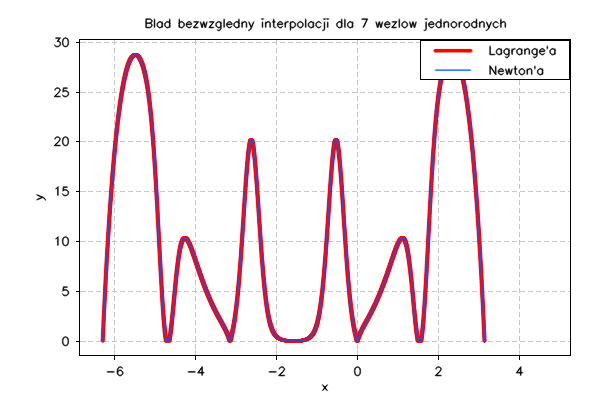 Blad bezwzgledny interpolacji dla 7 wezlow jednorodnych
Lagrange'a
Newton'a
30
25
20
15
10
5
0
y
−6 −4 −2 0 2 4
x